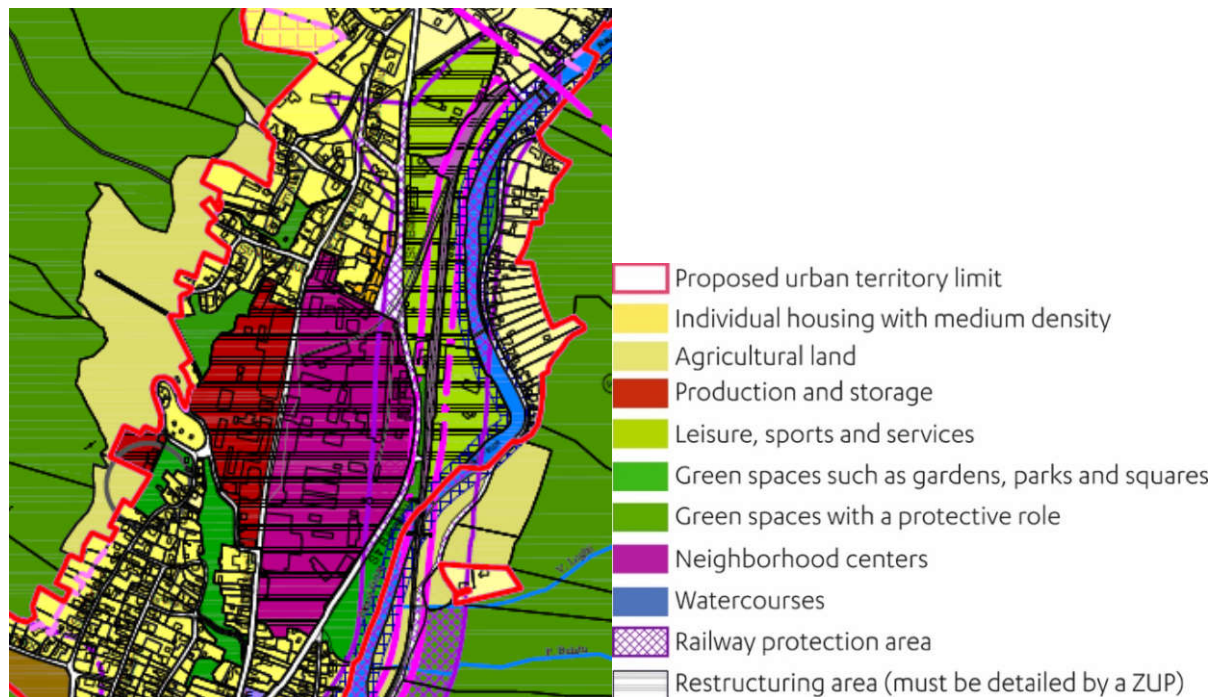 Proposed urban territory limit
Individual housing with medium density
Agricultural land
Production and storage
Leisure, sports and services
Green spaces such as gardens, parks and squares
Green spaces with a protective role
Neighborhood centers
Watercourses
Railway protection area
Restructuring area (must be detailed by a ZUP)